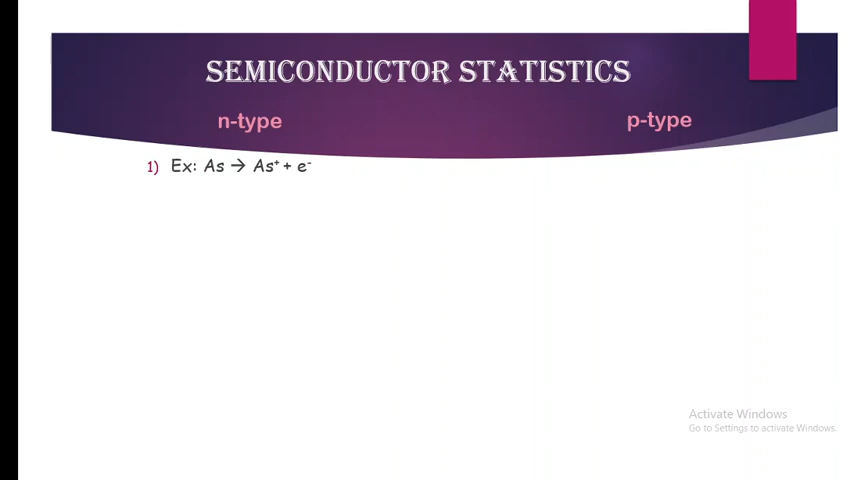 SEMICONDUCTOR STATISTICS
n-type p-type
1) Ex: As → As⁺ + e⁻
Activate Windows
Go to Settings to activate Windows.